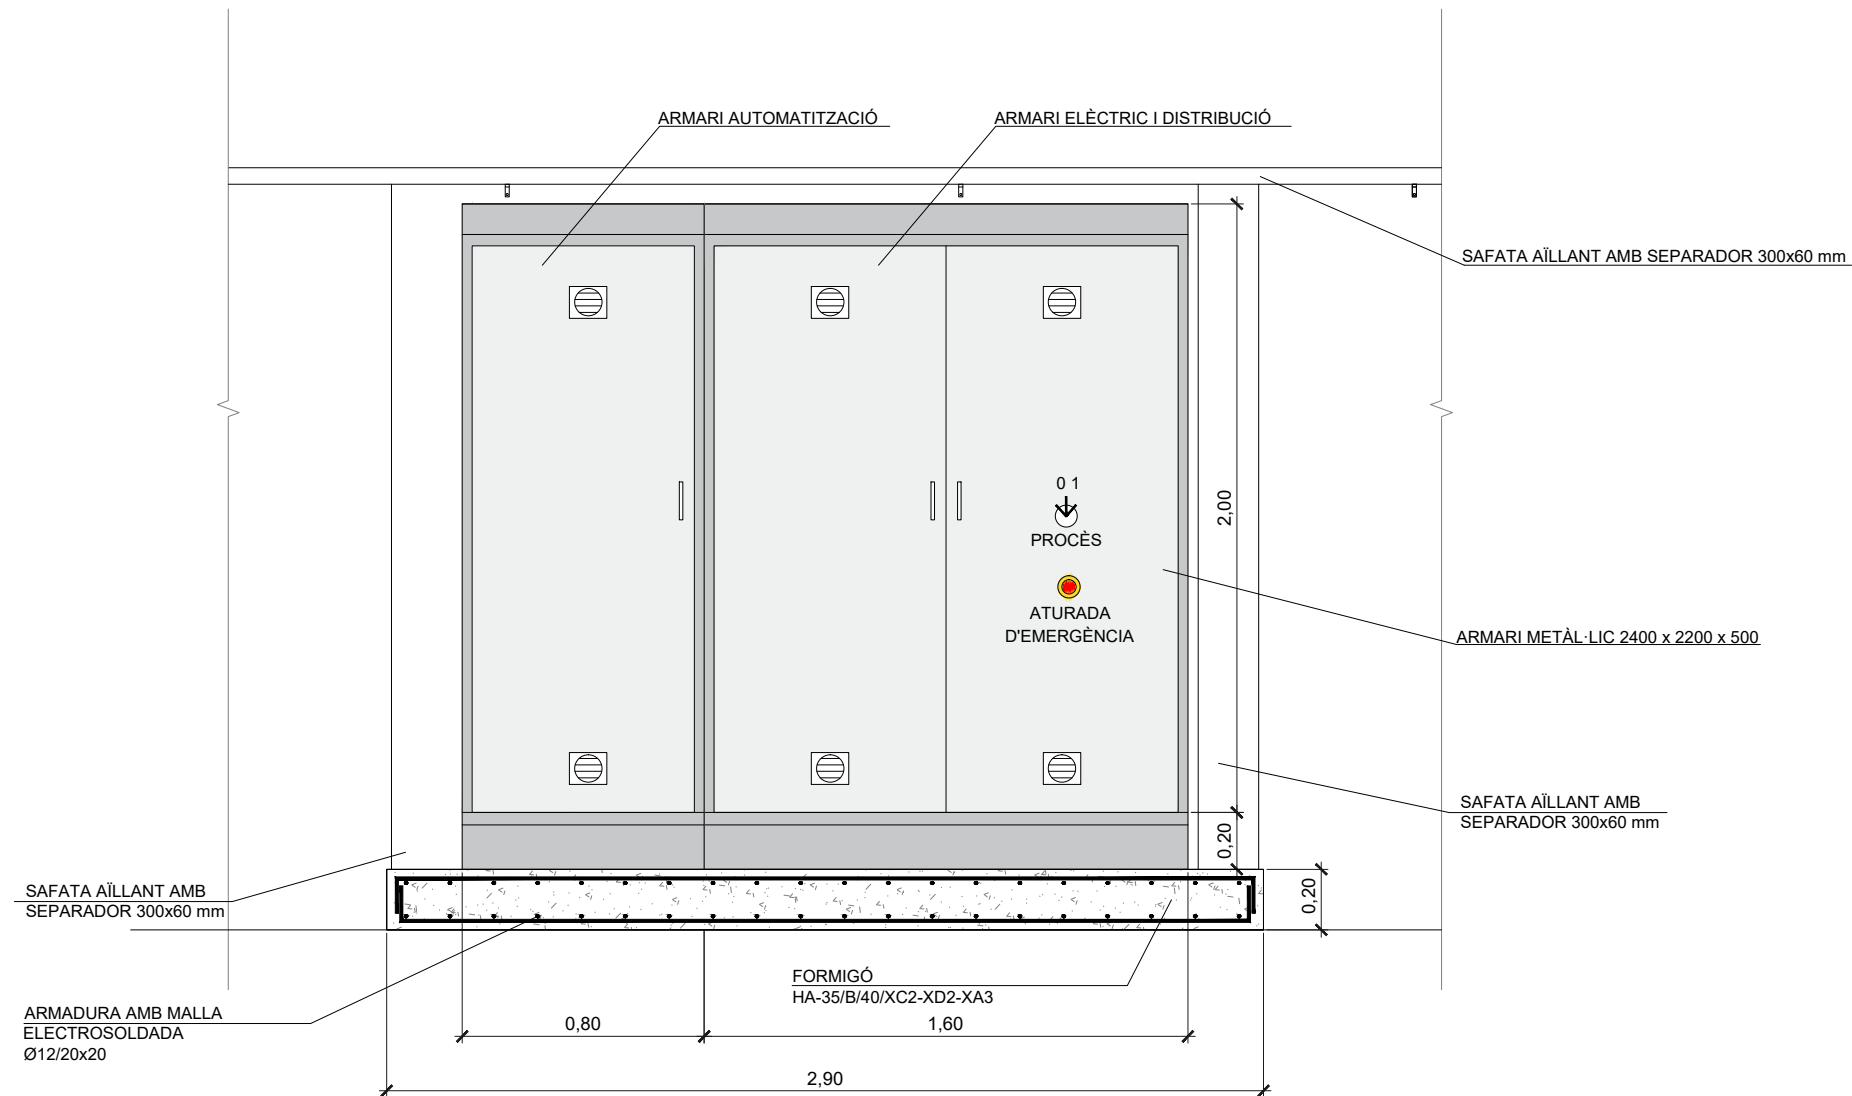 ARMARI AUTOMATITZACIÓ
ARMARI ELÈCTRIC I DISTRIBUCIÓ
SAFATA AÏLLANT AMB SEPARADOR 300x60 mm
0 1
PROCÈS
2,00
ATURADA
D'EMERGÈNCIA
ARMARI METÀL·LIC 2400 x 2200 x 500
SAFATA AÏLLANT AMB
SEPARADOR 300x60 mm
0,20
SAFATA AÏLLANT AMB
SEPARADOR 300x60 mm
0,20
FORMIGÓ
HA-35/B/40/XC2-XD2-XA3
ARMADURA AMB MALLA
ELECTROSOLDADA
Ø12/20x20
0,80
1,60
2,90